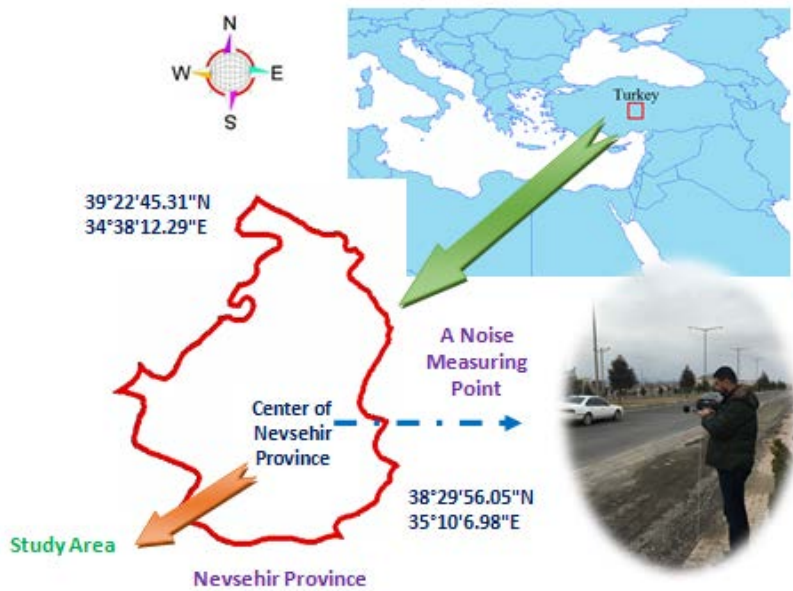 N
W E
S
Turkey
39°22'45.31"N
34°38'12.29"E
A Noise
Measuring
Point
Center of
Nevsehir
Province
38°29'56.05"N
35°10'6.98"E
Study Area
Nevsehir Province